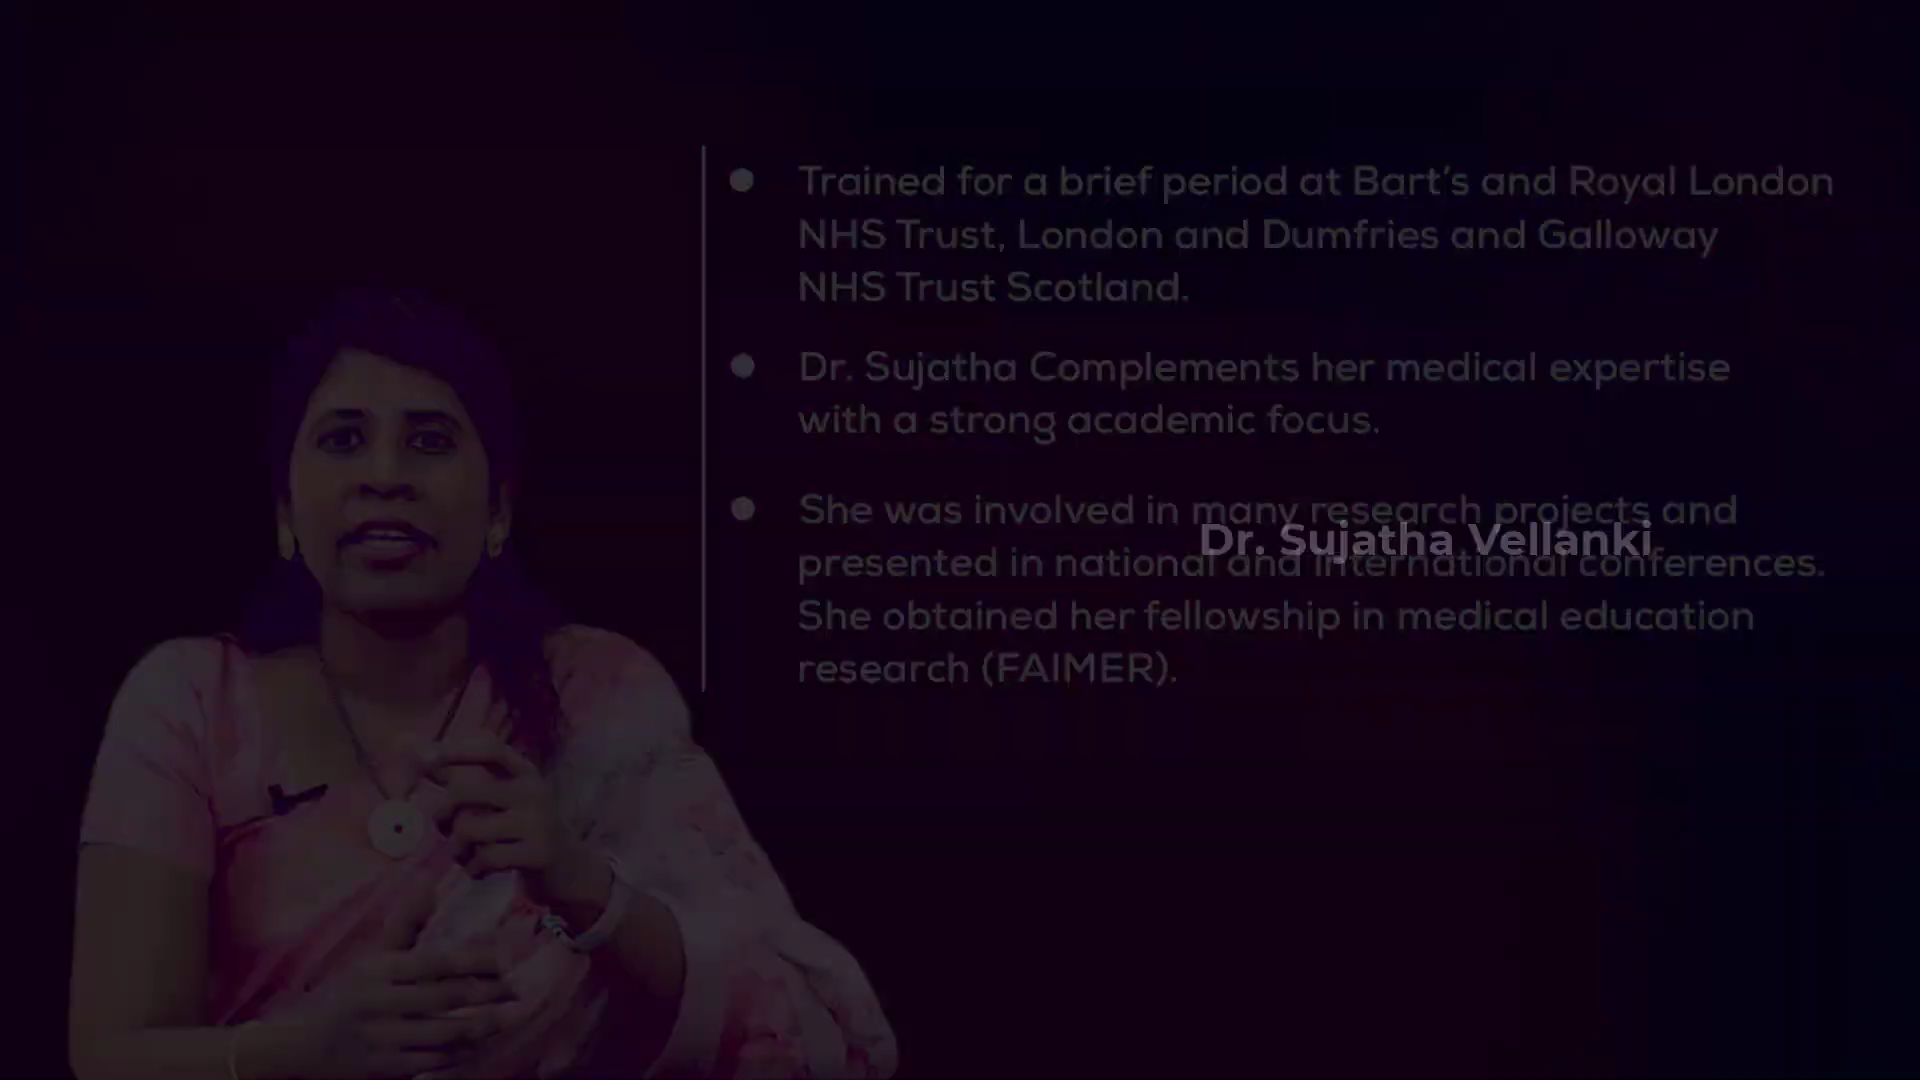 Trained for a brief period at Bart's and Royal London
NHS Trust, London and Dumfries and Galloway
NHS Trust Scotland.
Dr. Sujatha Complements her medical expertise
with a strong academic focus.
She was involved in many research projects and
Dr. Sujatha Vellanki
presented in national and international conferences.
She obtained her fellowship in medical education
research (FAIMER).